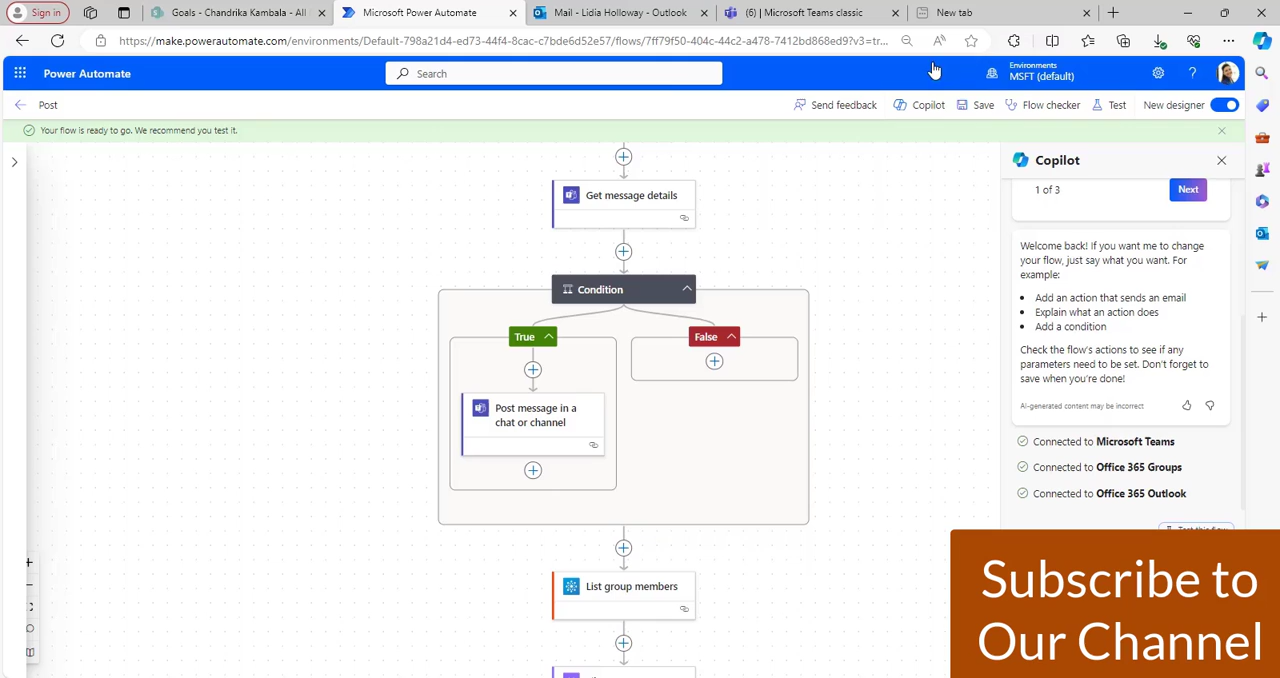 Sign in
Goals - Chandrika Kambala - All
Microsoft Power Automate
Mail - Lidia Holloway - Outlook
(6) | Microsoft Teams classic
New tab
https://make.powerautomate.com/environments/Default-798a21d4-ed73-44f4-8cac-c7bde6d52e57/flows/7ff79f50-404c-44c2-a478-7412bd868ed9?v3=tr...
Power Automate
Search
Environments
MSFT (default)
Post
Send feedback
Copilot
Save
Flow checker
Test
New designer
Your flow is ready to go. We recommend you test it.
Get message details
Condition
True
False
Post message in a
chat or channel
List group members
Copilot
1 of 3
Next
Welcome back! If you want me to change
your flow, just say what you want. For
example:
• Add an action that sends an email
• Explain what an action does
• Add a condition
Check the flow's actions to see if any
parameters need to be set. Don't forget to
save when you're done!
AI-generated content may be incorrect
Connected to Microsoft Teams
Connected to Office 365 Groups
Connected to Office 365 Outlook
Test this flow
Subscribe to
Our Channel